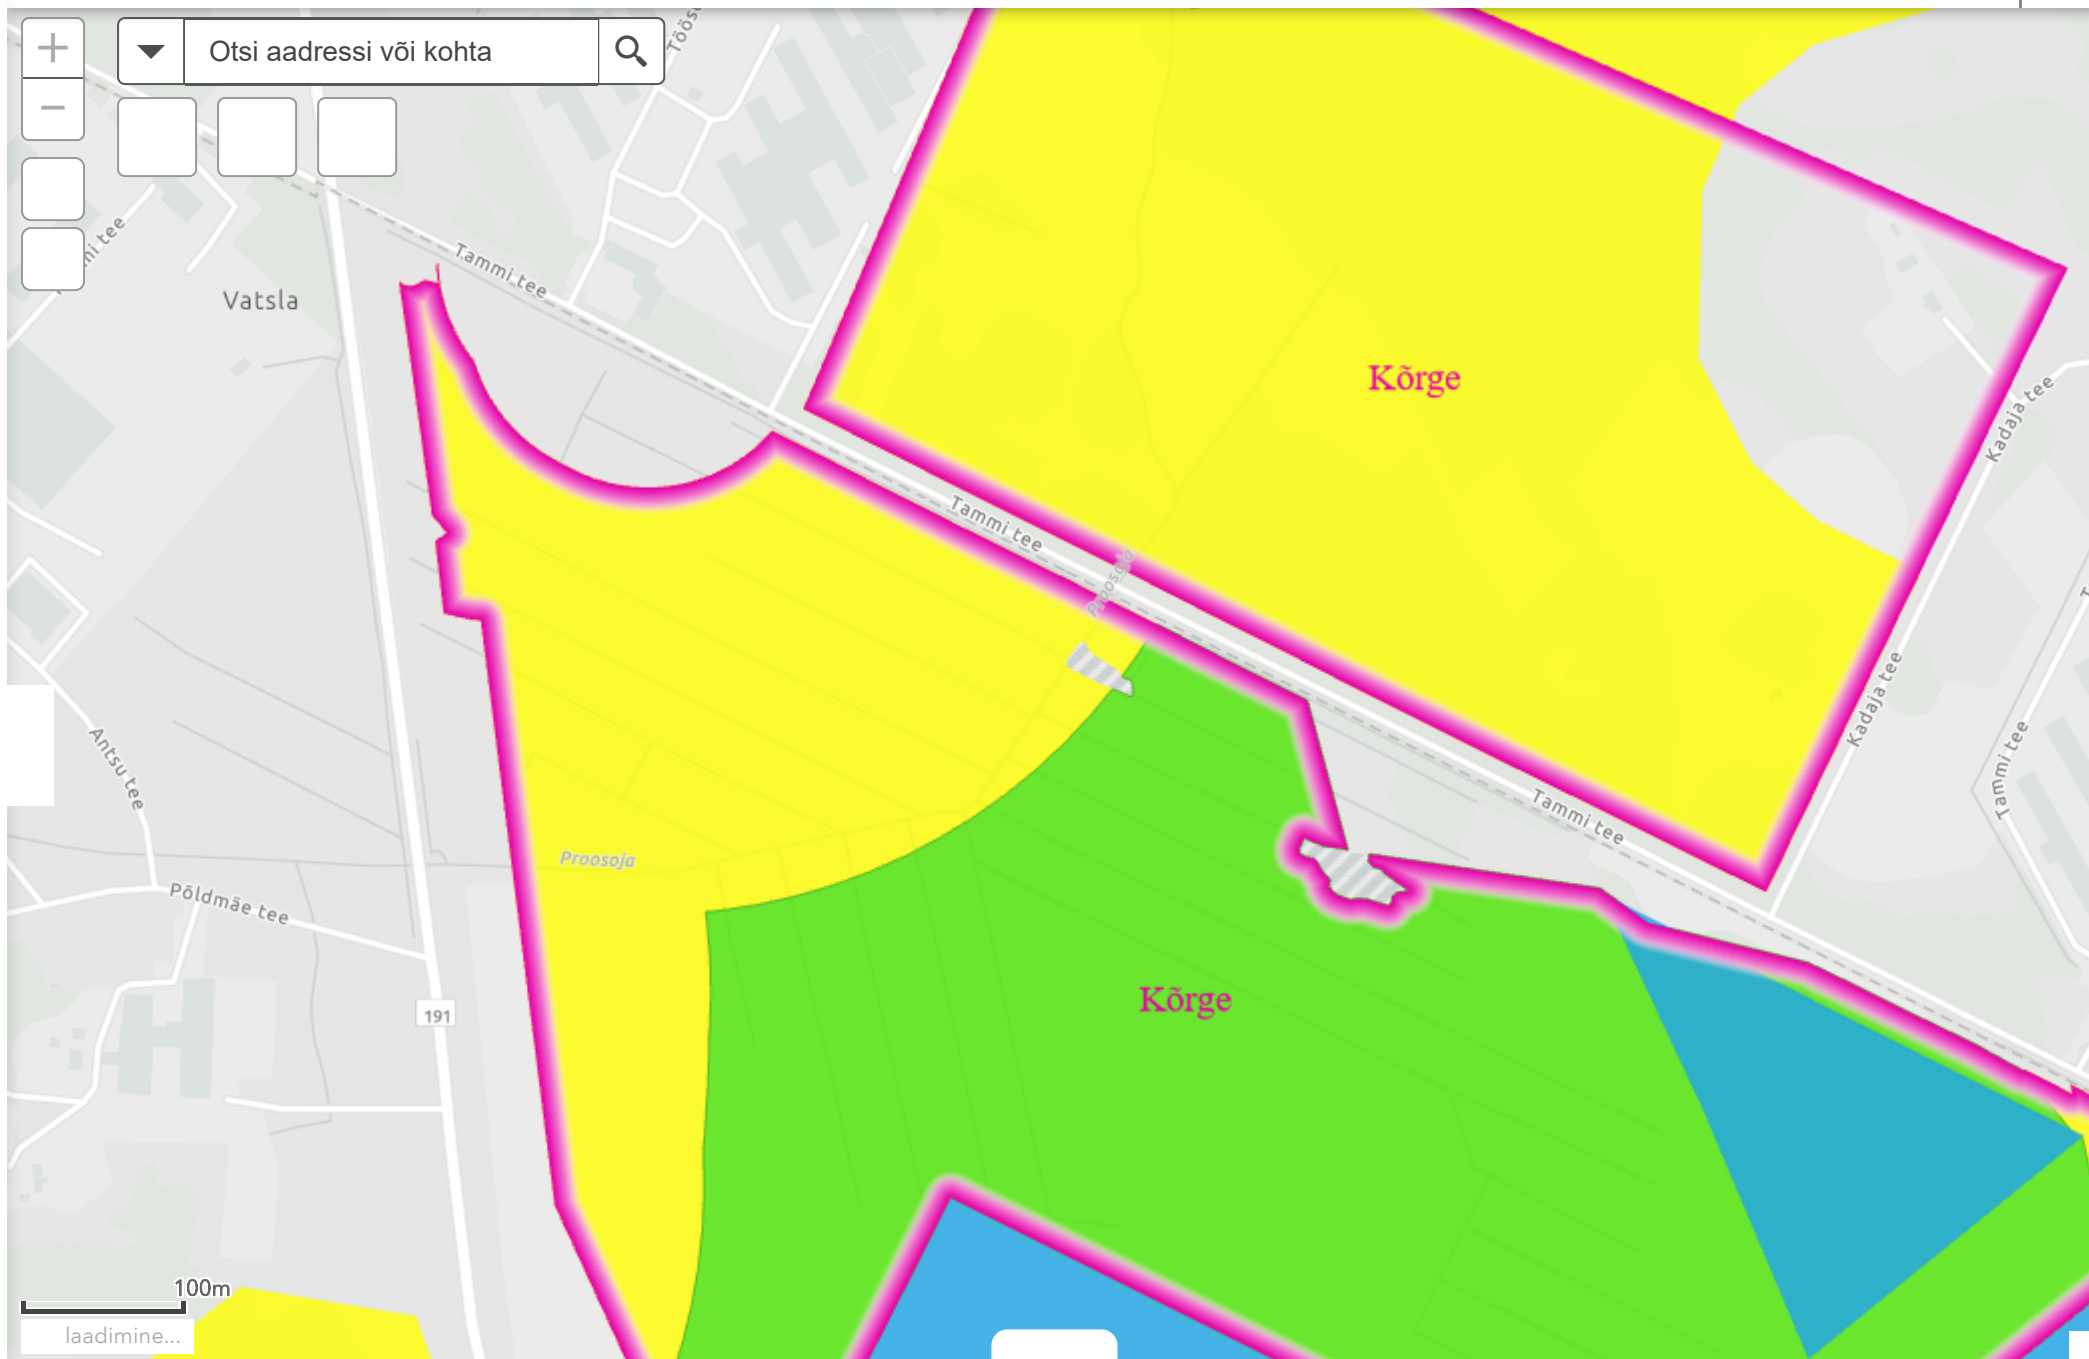 Otsi aadressi või kohta
Tammi tee
Vatsla
Kõrge
Kadaja tee
Tammi tee
Proosoja
Kadaja tee
Tammi tee
Antsu tee
Tammi tee
Proosoja
Põldmäe tee
Kõrge
191
100m
laadimine...